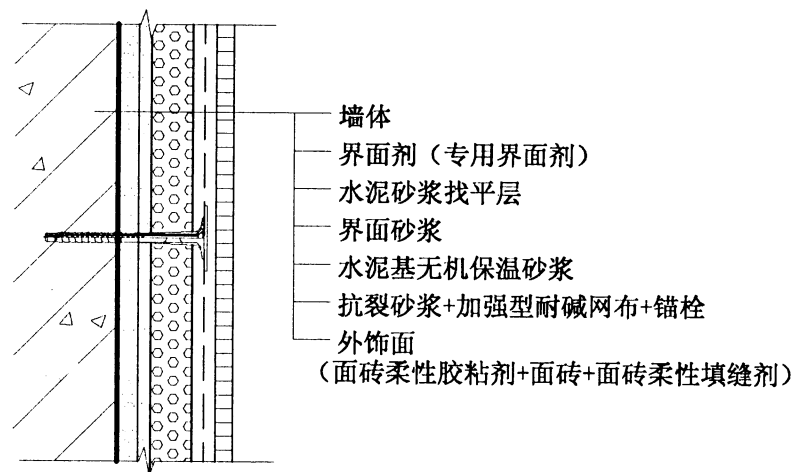 墙体
界面剂（专用界面剂）
水泥砂浆找平层
界面砂浆
水泥基无机保温砂浆
抗裂砂浆+加强型耐碱网布+锚栓
外饰面
（面砖柔性胶粘剂+面砖+面砖柔性填缝剂）